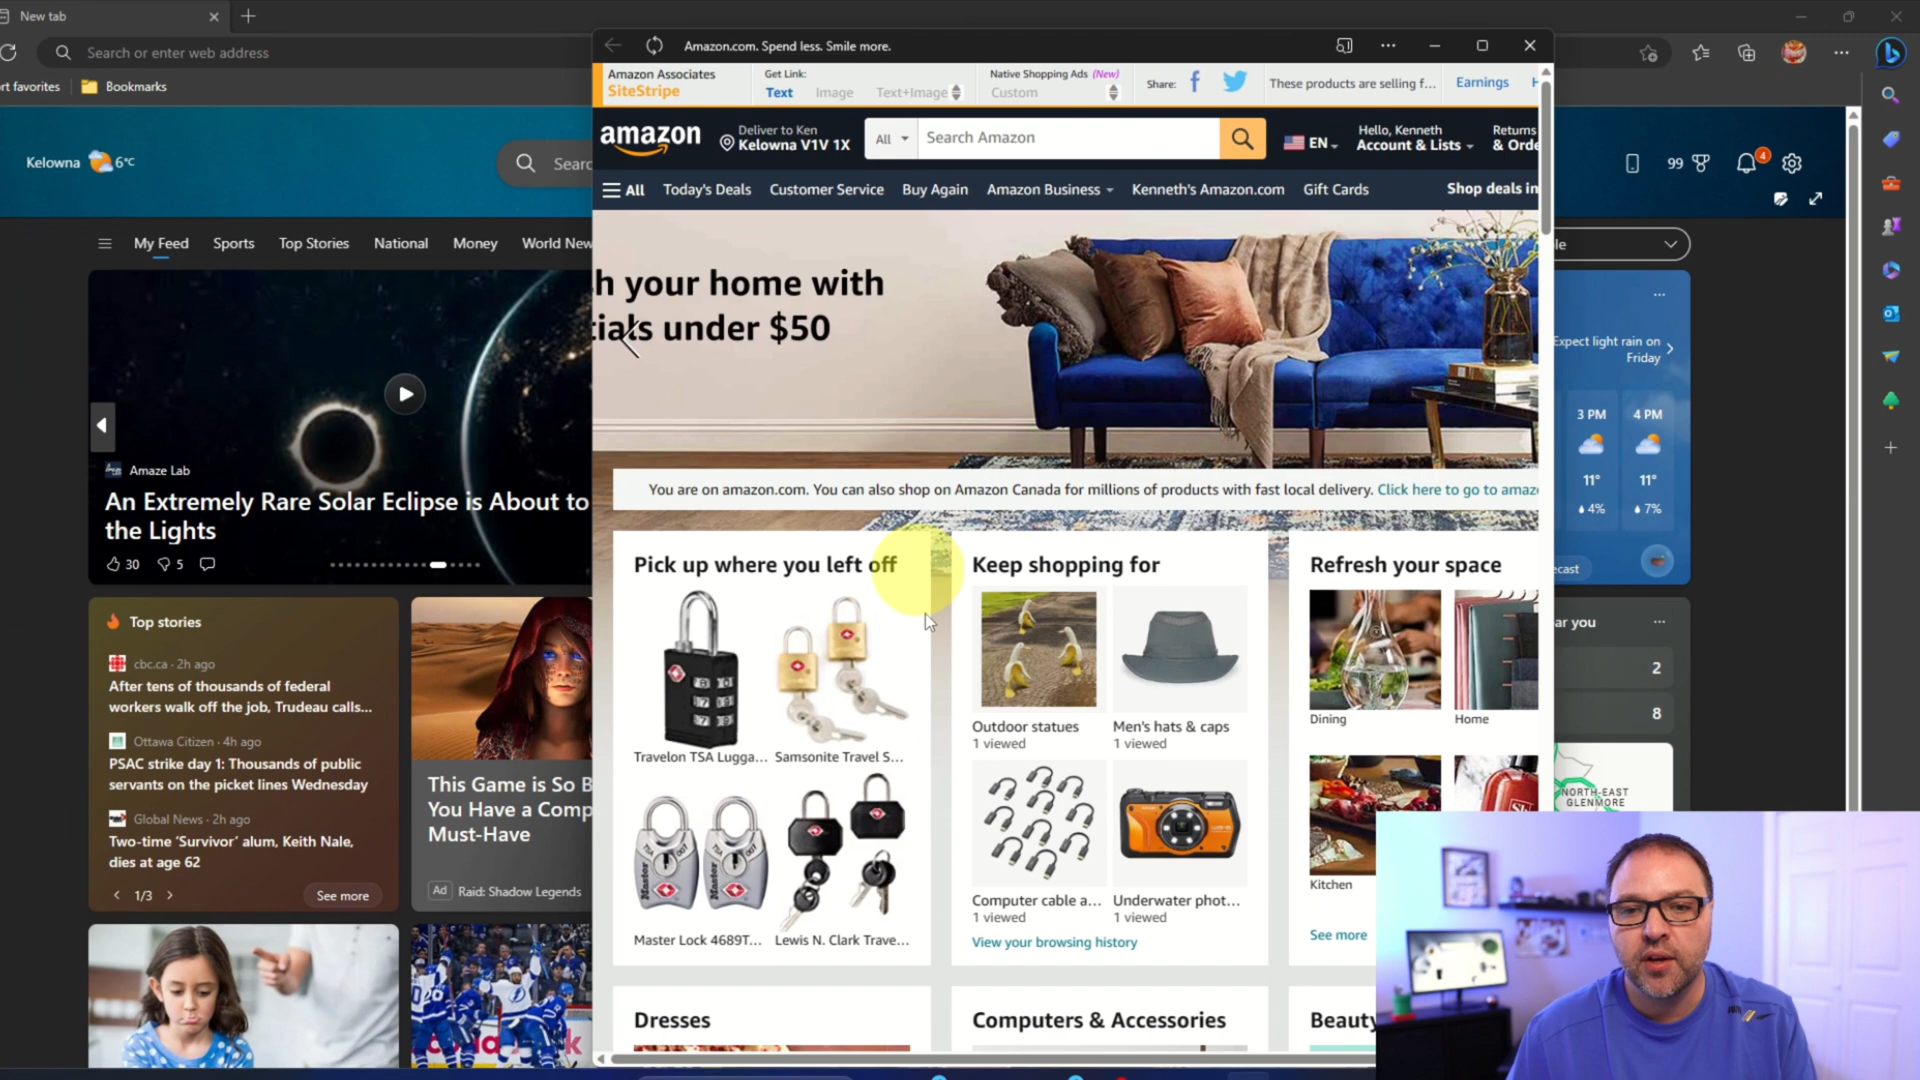 New tab
Search or enter web address
rt favorites
Bookmarks
Kelowna
6°C
Searc
My Feed
Sports
Top Stories
National
Money
World New
Amaze Lab
An Extremely Rare Solar Eclipse is About to
the Lights
30
5
Top stories
cbc.ca · 2h ago
After tens of thousands of federal
workers walk off the job, Trudeau calls...
Ottawa Citizen · 4h ago
PSAC strike day 1: Thousands of public
servants on the picket lines Wednesday
Global News · 2h ago
Two-time ‘Survivor’ alum, Keith Nale,
dies at age 62
1/3
See more
This Game is So B
You Have a Comp
Must-Have
Ad
Raid: Shadow Legends
Amazon.com. Spend less. Smile more.
Amazon Associates
SiteStripe
Get Link:
Text
Image
Text+Image
Native Shopping Ads (New)
Custom
Share:
These products are selling f...
Earnings
H
amazon
Deliver to Ken
Kelowna V1V 1X
All
Search Amazon
EN
Hello, Kenneth
Account & Lists
Returns
& Orde
All
Today's Deals
Customer Service
Buy Again
Amazon Business
Kenneth's Amazon.com
Gift Cards
Shop deals in
h your home with
tials under $50
You are on amazon.com. You can also shop on Amazon Canada for millions of products with fast local delivery. Click here to go to amaz
Pick up where you left off
Travelon TSA Lugga...
Samsonite Travel S...
Master Lock 4689T...
Lewis N. Clark Trave...
Keep shopping for
Outdoor statues
1 viewed
Men's hats & caps
1 viewed
Computer cable a...
1 viewed
Underwater phot...
1 viewed
View your browsing history
Refresh your space
Dining
Home
Kitchen
See more
Dresses
Computers & Accessories
Beauty
99
4
le
Expect light rain on
Friday
3 PM
4 PM
11°
11°
4%
7%
ecast
ar you
2
8
NORTH-EAST
GLENMORE